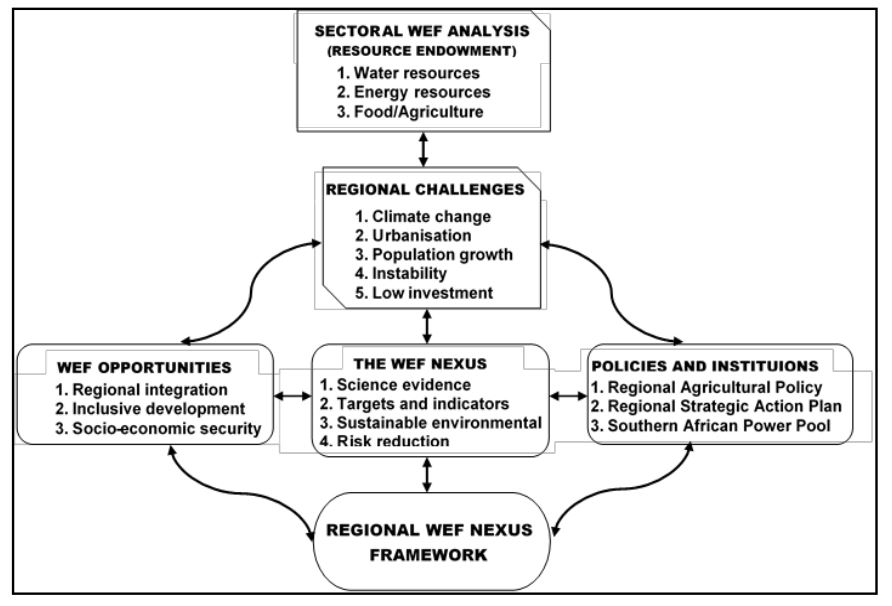 SECTORAL WEF ANALYSIS
(RESOURCE ENDOWMENT)
1. Water resources
2. Energy resources
3. Food/Agriculture
REGIONAL CHALLENGES
1. Climate change
2. Urbanisation
3. Population growth
4. Instability
5. Low investment
WEF OPPORTUNITIES
1. Regional integration
2. Inclusive development
3. Socio-economic security
THE WEF NEXUS
1. Science evidence
2. Targets and indicators
3. Sustainable environmental
4. Risk reduction
POLICIES AND INSTITUIONS
1. Regional Agricultural Policy
2. Regional Strategic Action Plan
3. Southern African Power Pool
REGIONAL WEF NEXUS
FRAMEWORK